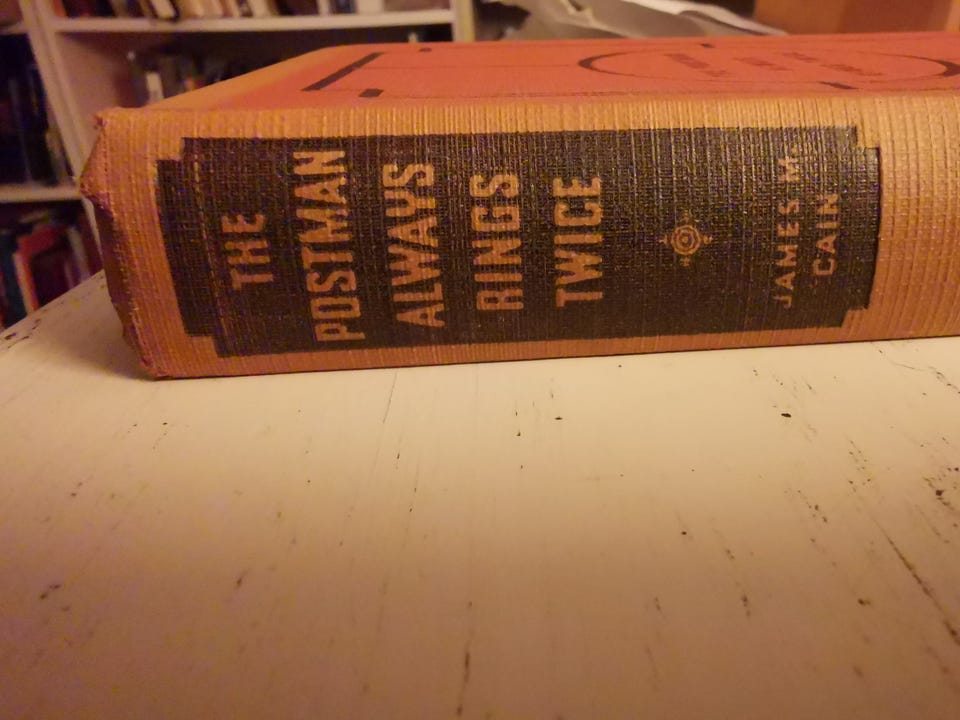 THE
POSTMAN
ALWAYS
RINGS
TWICE
JAMES M.
CAIN